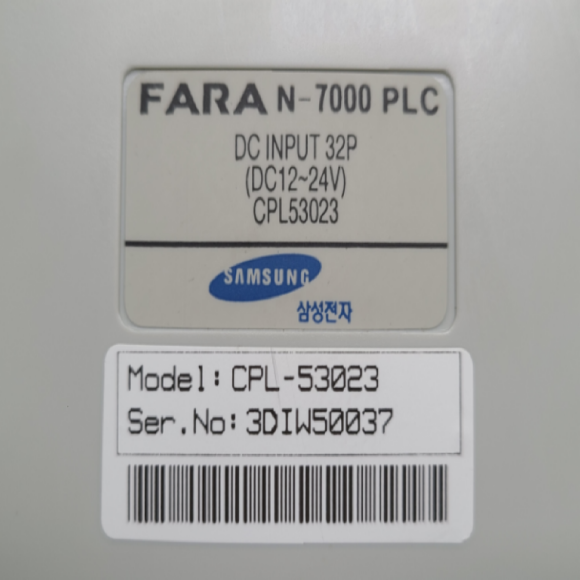 FARA N-7000 PLC
DC INPUT 32P
(DC12~24V)
CPL53023
SAMSUNG
삼성전자
Model: CPL-53023
Ser.No: 3DIW50037